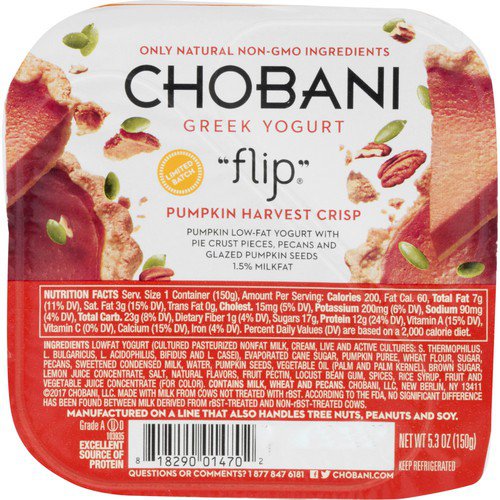 ONLY NATURAL NON-GMO INGREDIENTS
CHOBANI
GREEK YOGURT
"flip"®
LIMITED
BATCH
PUMPKIN HARVEST CRISP
PUMPKIN LOW-FAT YOGURT WITH
PIE CRUST PIECES, PECANS AND
GLAZED PUMPKIN SEEDS
1.5% MILKFAT
NUTRITION FACTS Serv. Size 1 Container (150g), Amount Per Serving: Calories 200, Fat Cal. 60, Total Fat 7g
(11% DV), Sat. Fat 3g (15% DV), Trans Fat 0g, Cholest. 15mg (5% DV), Potassium 200mg (6% DV), Sodium 90mg
(4% DV), Total Carb. 23g (8% DV), Dietary Fiber 1g (4% DV), Sugars 17g, Protein 12g (24% DV), Vitamin A (15% DV),
Vitamin C (0% DV), Calcium (15% DV), Iron (4% DV). Percent Daily Values (DV) are based on a 2,000 calorie diet.
INGREDIENTS LOWFAT YOGURT (CULTURED PASTEURIZED NONFAT MILK, CREAM, LIVE AND ACTIVE CULTURES: S. THERMOPHILUS,
L. BULGARICUS, L. ACIDOPHILUS, BIFIDUS AND L. CASEI), EVAPORATED CANE SUGAR, PUMPKIN PUREE, WHEAT FLOUR, SUGAR,
PECANS, SWEETENED CONDENSED MILK, WATER, PUMPKIN SEEDS, VEGETABLE OIL (PALM AND PALM KERNEL), BROWN SUGAR,
LEMON JUICE CONCENTRATE, SALT, NATURAL FLAVORS, FRUIT PECTIN, LOCUST BEAN GUM, SPICES, RICE SYRUP, FRUIT AND
VEGETABLE JUICE CONCENTRATE (FOR COLOR). CONTAINS MILK, WHEAT AND PECANS. CHOBANI, LLC, NEW BERLIN, NY 13411
©2017 CHOBANI, LLC. MILK FROM COWS NOT TREATED WITH rBST. ACCORDING TO THE FDA, NO SIGNIFICANT DIFFERENCE
HAS BEEN FOUND BETWEEN MILK DERIVED FROM rBST-TREATED AND NON-rBST-TREATED COWS.
MANUFACTURED ON A LINE THAT ALSO HANDLES TREE NUTS, PEANUTS AND SOY.
Grade A D
103935
EXCELLENT
SOURCE OF
PROTEIN
8 18290 01470 2
NET WT 5.3 OZ (150g)
KEEP REFRIGERATED
QUESTIONS OR COMMENTS? 1 877 847 6181 CHOBANI.COM